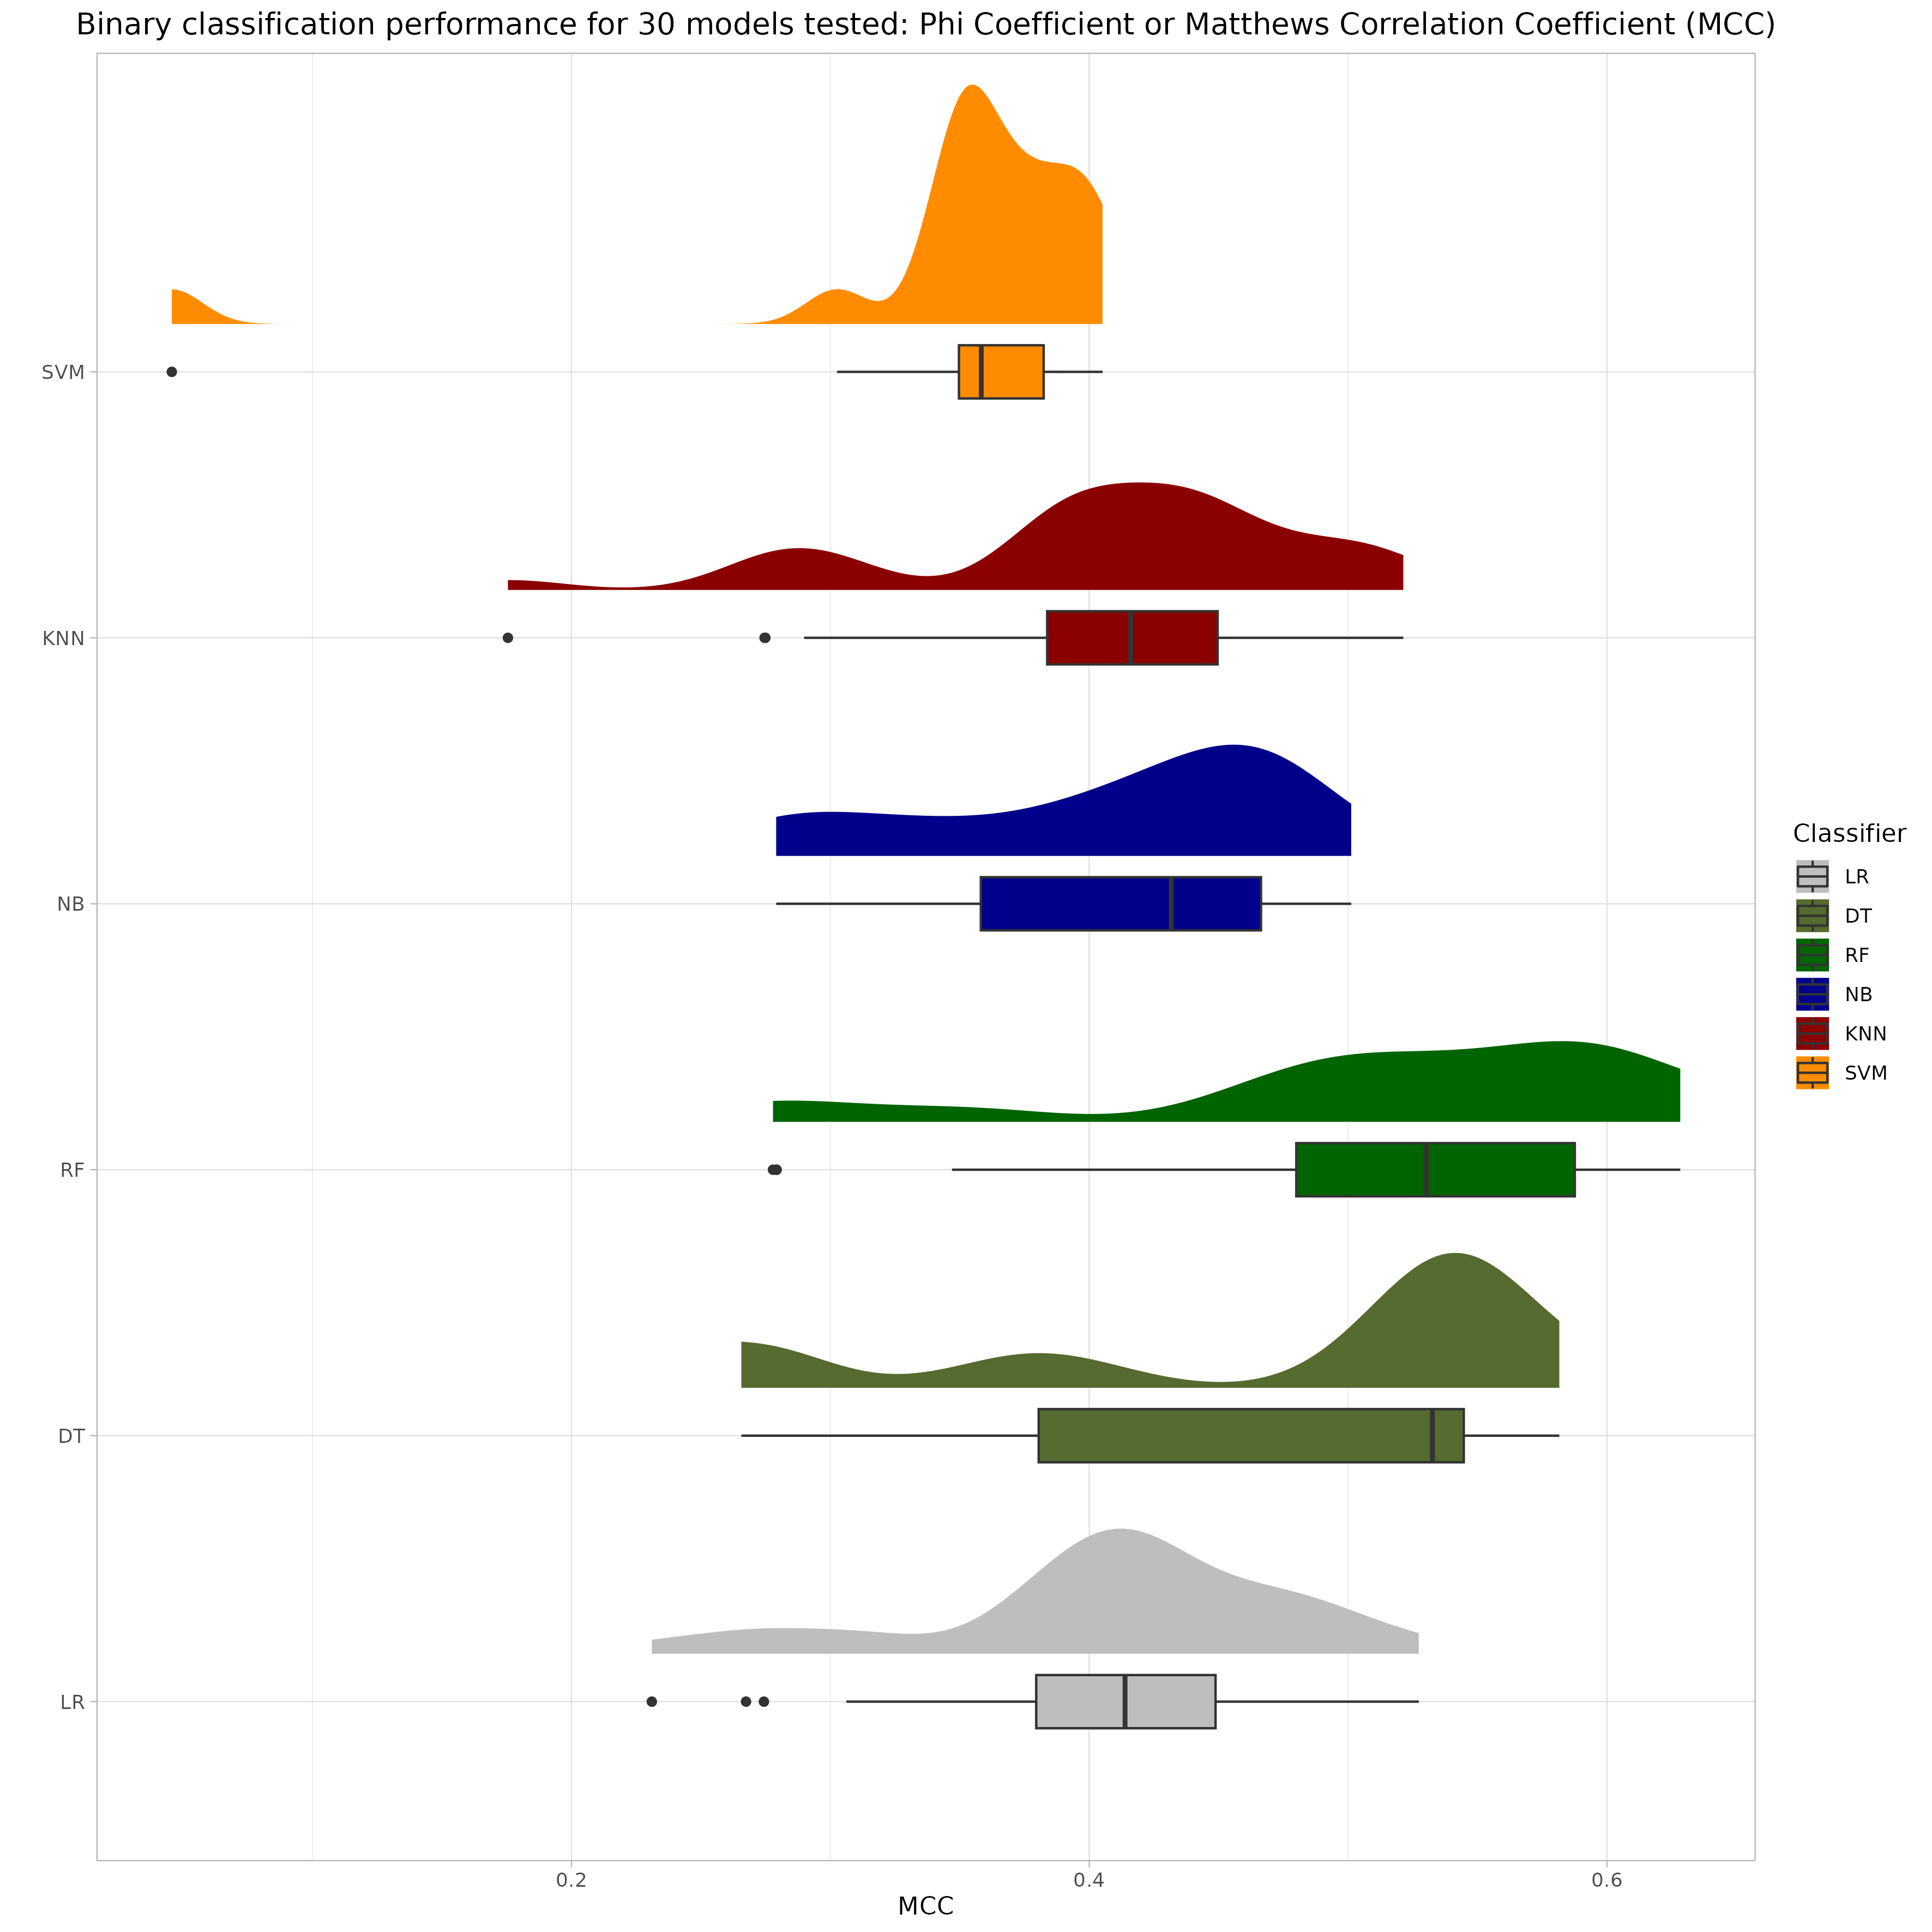 Binary classification performance for 30 models tested: Phi Coefficient or Matthews Correlation Coefficient (MCC)
SVM
KNN
NB
RF
DT
LR
0.2
0.4
0.6
MCC
Classifier
LR
DT
RF
NB
KNN
SVM